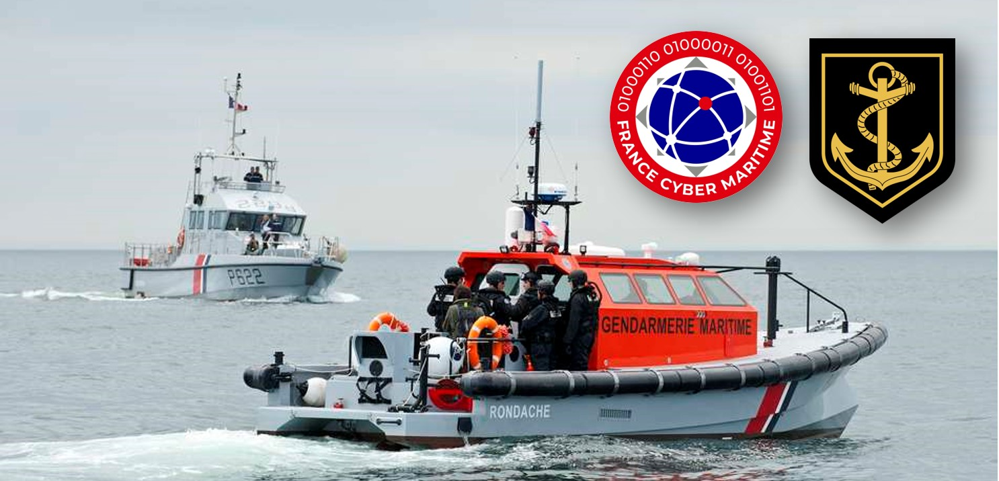 01000110 01000011 01001101
FRANCE CYBER MARITIME
P622
GENDARMERIE MARITIME
RONDACHE